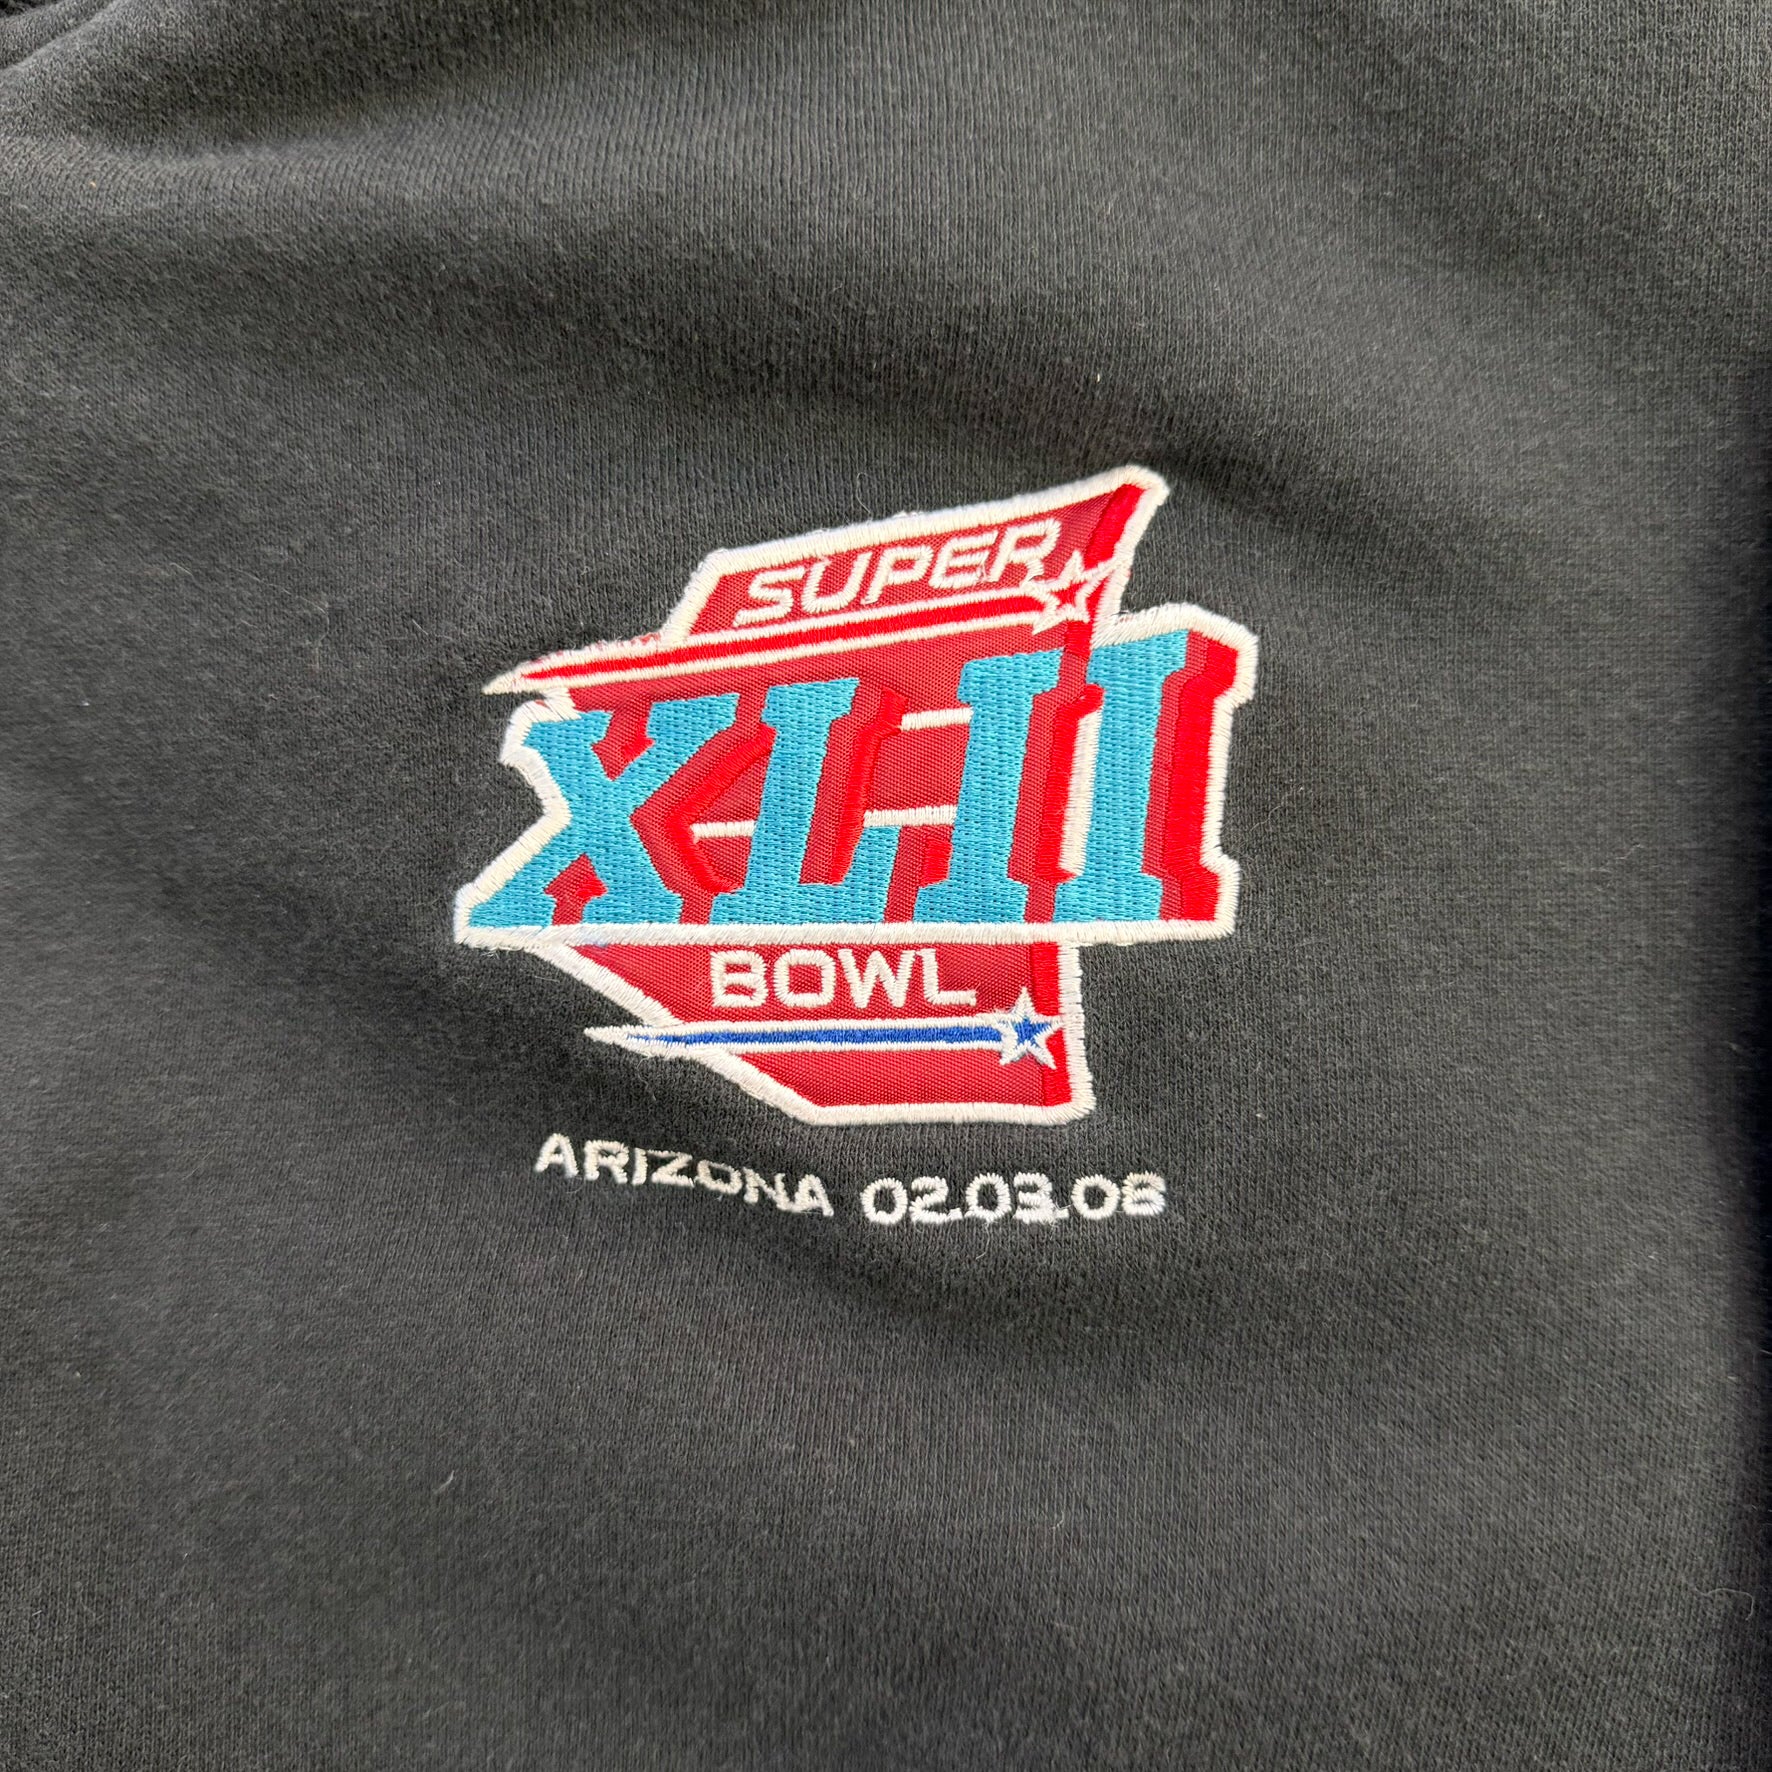 SUPER
XLII
BOWL
ARIZONA 02.03.08